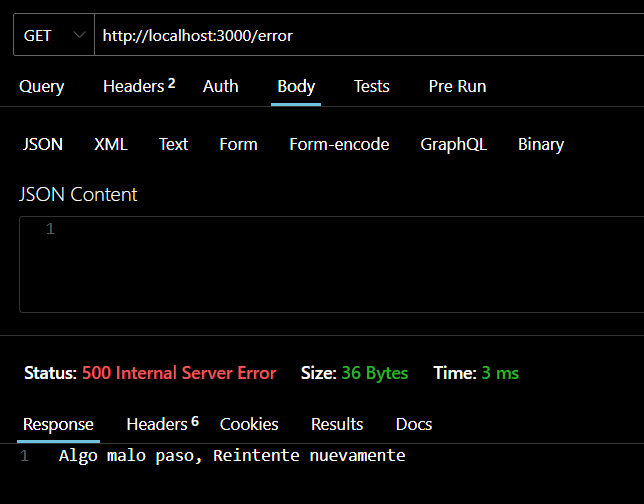 GET http://localhost:3000/error
Query Headers 2 Auth Body Tests Pre Run
JSON XML Text Form Form-encode GraphQL Binary
JSON Content
1
Status: 500 Internal Server Error Size: 36 Bytes Time: 3 ms
Response Headers 6 Cookies Results Docs
1 Algo malo paso, Reintente nuevamente